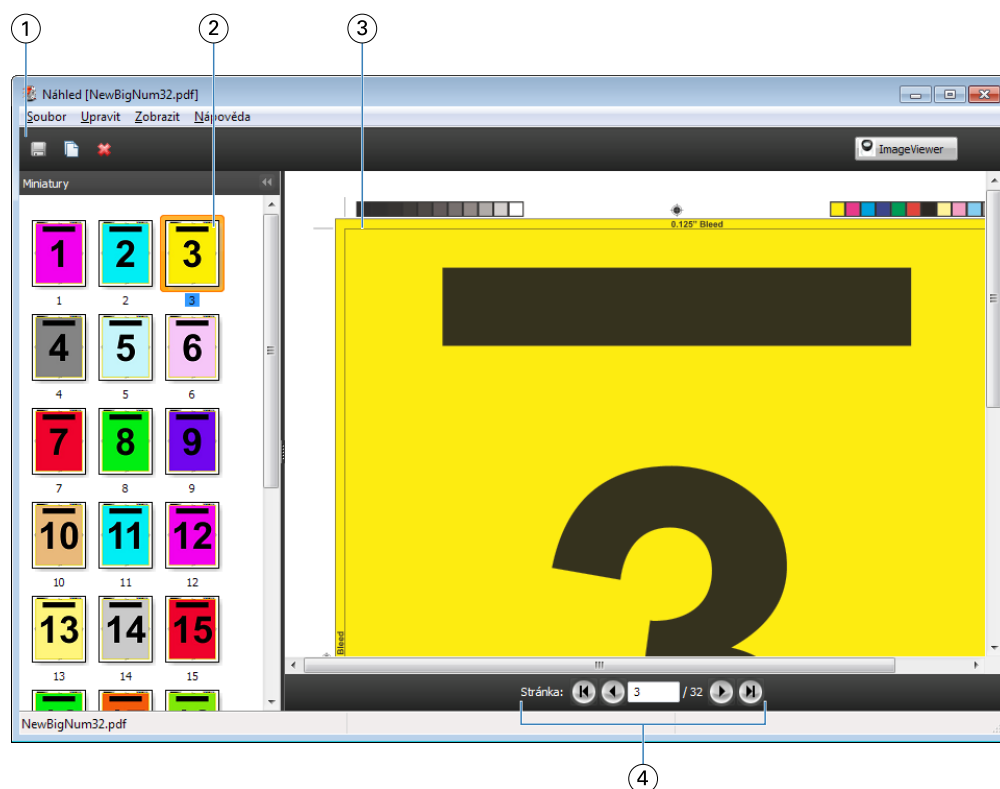 1 2 3
Náhled [NewBigNum32.pdf]
Soubor Upravit Zobrazit Nápověda
ImageViewer
Miniatury
0.125" Bleed
1 2 3
1 2 3
4 5 6
4 5 6
7 8 9
7 8 9
10 11 12
10 11 12
13 14 15
13 14 15
3
Bleed
Stránka: 3 / 32
NewBigNum32.pdf
4